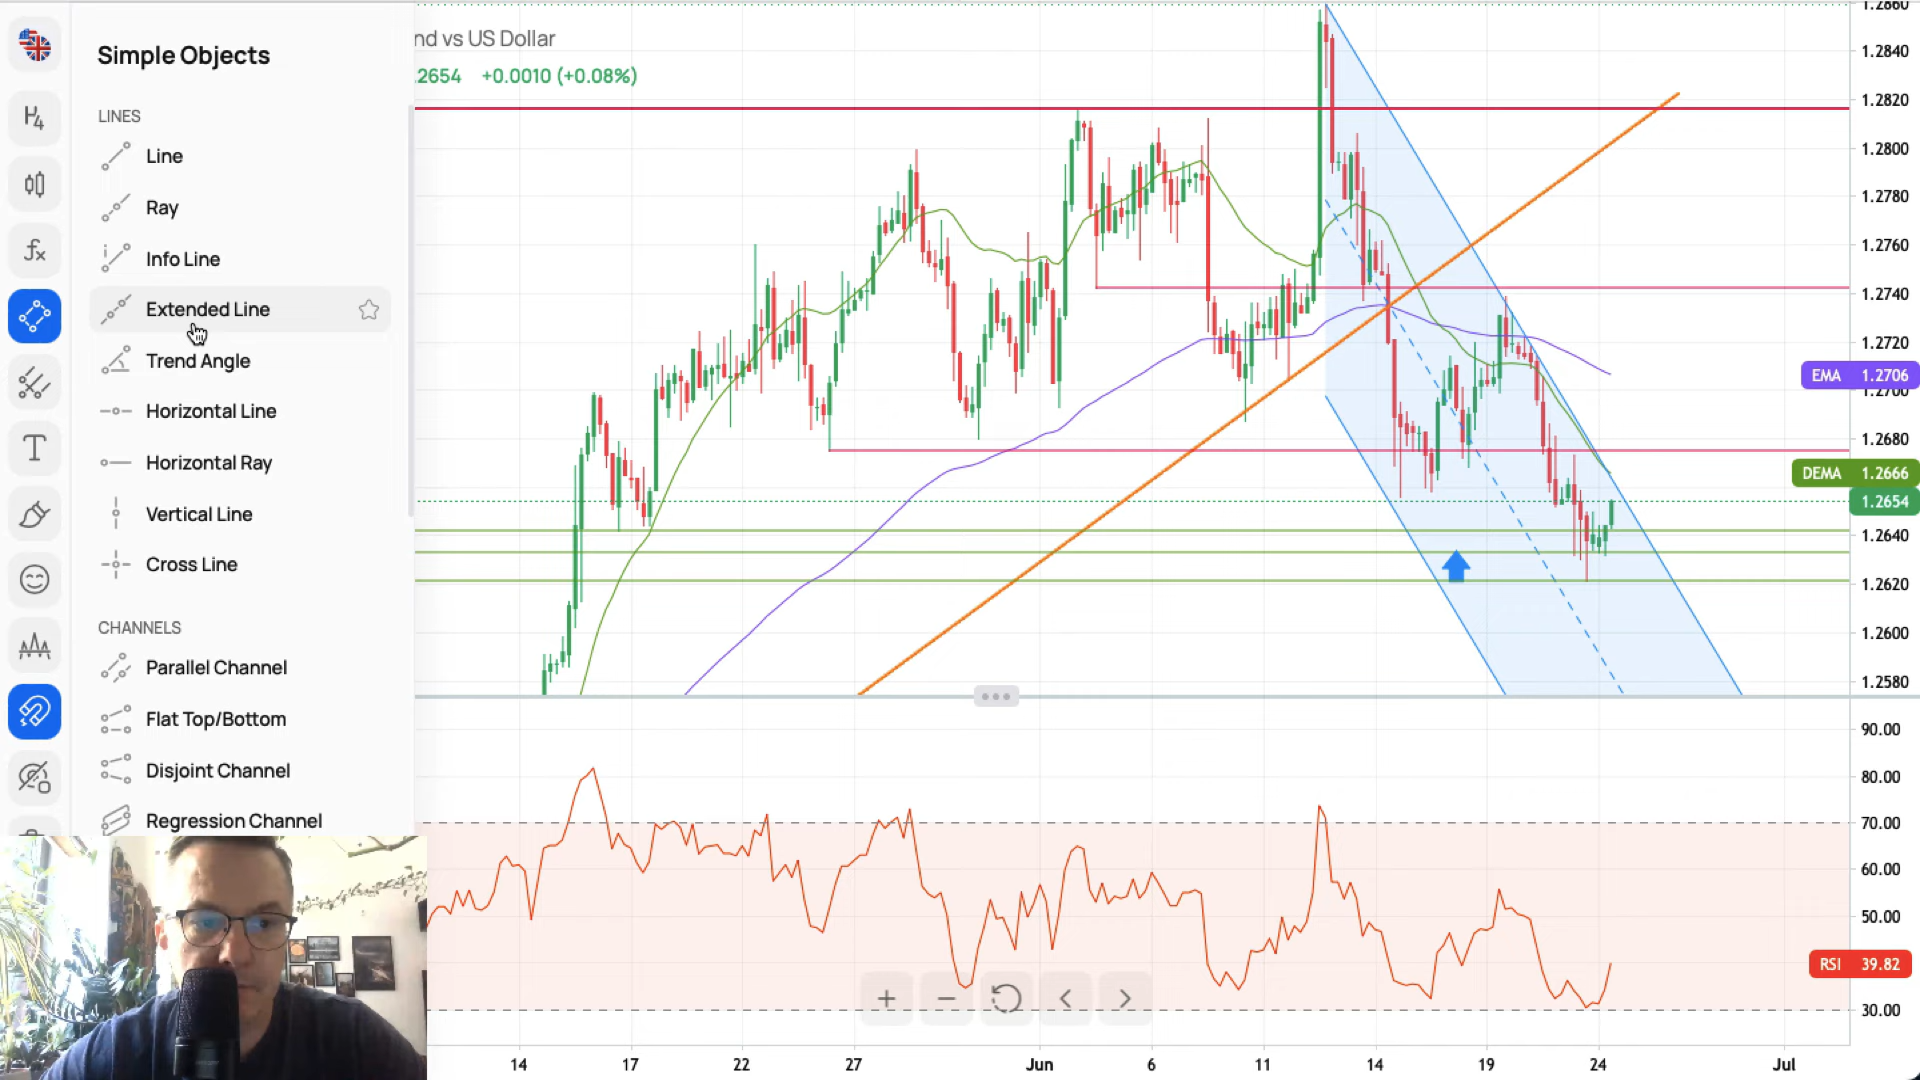 Simple Objects
LINES
Line
Ray
Info Line
Extended Line
Trend Angle
Horizontal Line
Horizontal Ray
Vertical Line
Cross Line
CHANNELS
Parallel Channel
Flat Top/Bottom
Disjoint Channel
Regression Channel
H4
fx
T
nd vs US Dollar
.2654 +0.0010 (+0.08%)
1.2860
1.2840
1.2820
1.2800
1.2780
1.2760
1.2740
1.2720
EMA 1.2706
1.2700
1.2680
DEMA 1.2666
1.2654
1.2640
1.2620
1.2600
1.2580
90.00
80.00
70.00
60.00
50.00
RSI 39.82
30.00
14 17 22 27 Jun 6 11 14 19 24 Jul